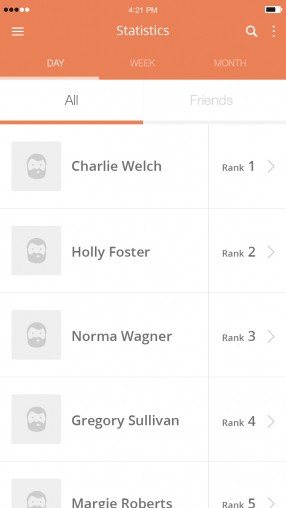 4:21 PM
Statistics
DAY WEEK MONTH
All Friends
Charlie Welch Rank 1
Holly Foster Rank 2
Norma Wagner Rank 3
Gregory Sullivan Rank 4
Margie Roberts Rank 5